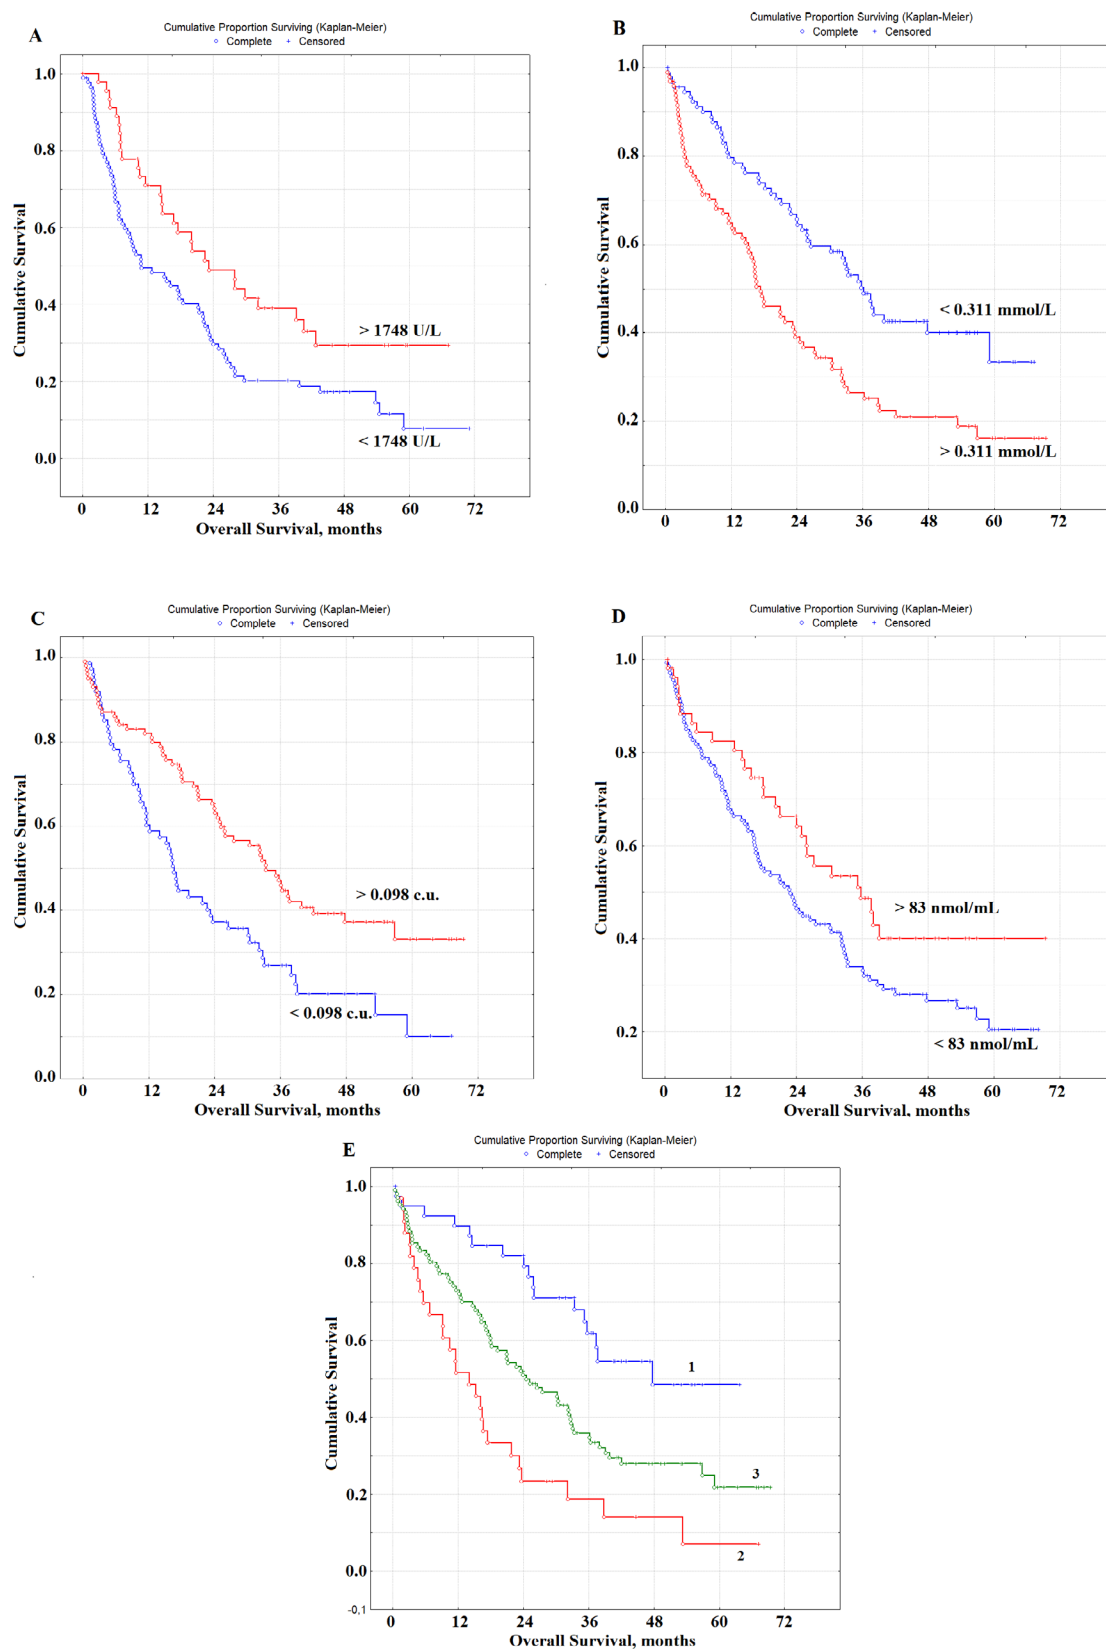 A
Cumulative Proportion Surviving (Kaplan-Meier)
Complete Censored
Cumulative Survival
1.0
0.8
0.6
0.4
0.2
0.0
> 1748 U/L
< 1748 U/L
0 12 24 36 48 60 72
Overall Survival, months
B
Cumulative Proportion Surviving (Kaplan-Meier)
Complete Censored
Cumulative Survival
1.0
0.8
0.6
0.4
0.2
0.0
< 0.311 mmol/L
> 0.311 mmol/L
0 12 24 36 48 60 72
Overall Survival, months
C
Cumulative Proportion Surviving (Kaplan-Meier)
Complete Censored
Cumulative Survival
1.0
0.8
0.6
0.4
0.2
0.0
> 0.098 c.u.
< 0.098 c.u.
0 12 24 36 48 60 72
Overall Survival, months
D
Cumulative Proportion Surviving (Kaplan-Meier)
Complete Censored
Cumulative Survival
1.0
0.8
0.6
0.4
0.2
> 83 nmol/mL
< 83 nmol/mL
0 12 24 36 48 60 72
Overall Survival, months
E
Cumulative Proportion Surviving (Kaplan-Meier)
Complete Censored
Cumulative Survival
1.0
0.8
0.6
0.4
0.2
0.0
-0,1
1
3
2
0 12 24 36 48 60 72
Overall Survival, months